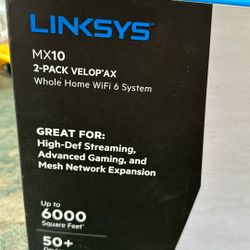 LINKSYS
MX10
2-PACK VELOP AX
Whole Home WiFi 6 System
GREAT FOR:
High-Def Streaming,
Advanced Gaming, and
Mesh Network Expansion
Up to
6000
Square Feet
50+